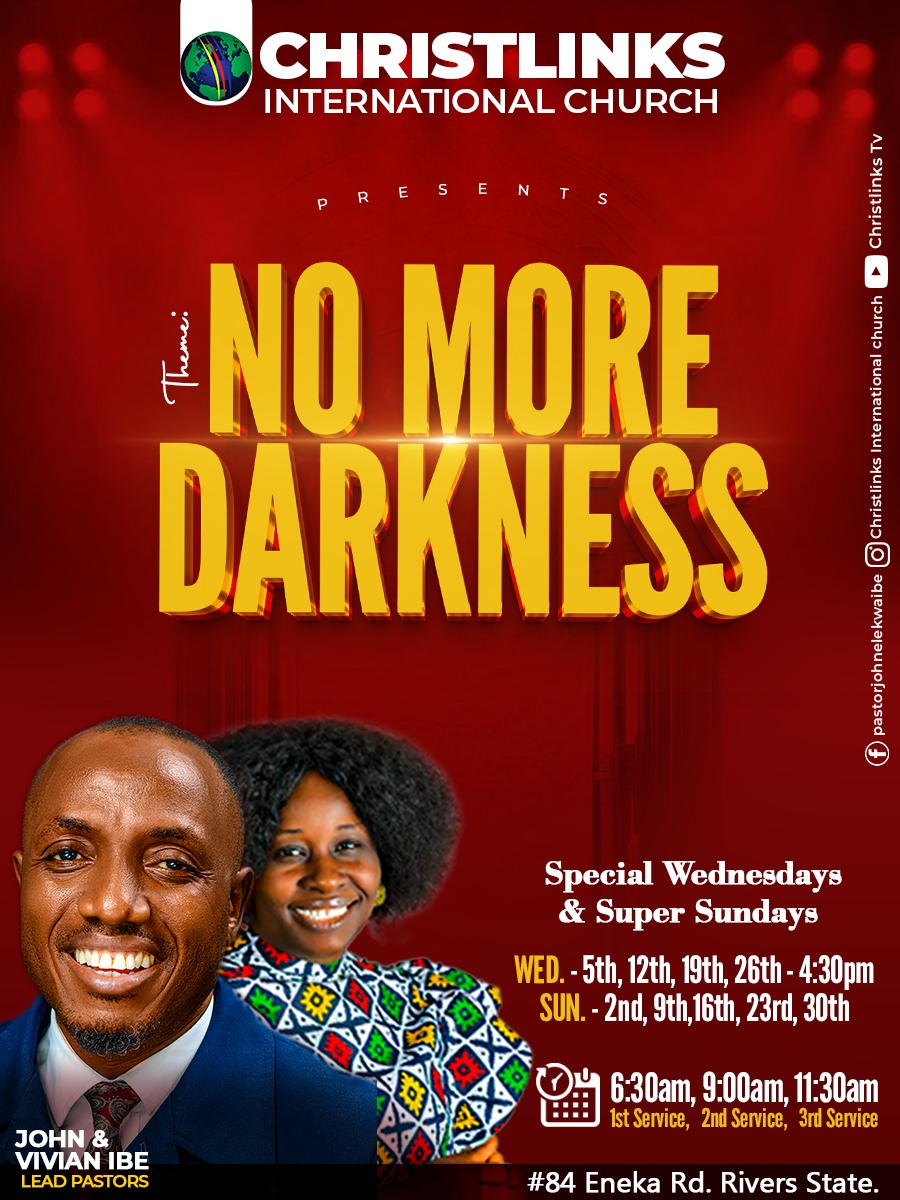 CHRISTLINKS
INTERNATIONAL CHURCH
PRESENTS
Theme:
NO MORE
DARKNESS
Christlinks Tv
Christlinks International church
pastorjohnelekwaibe
Special Wednesdays
& Super Sundays
WED. - 5th, 12th, 19th, 26th - 4:30pm
SUN. - 2nd, 9th,16th, 23rd, 30th
6:30am, 9:00am, 11:30am
1st Service, 2nd Service, 3rd Service
JOHN &
VIVIAN IBE
LEAD PASTORS
#84 Eneka Rd. Rivers State.